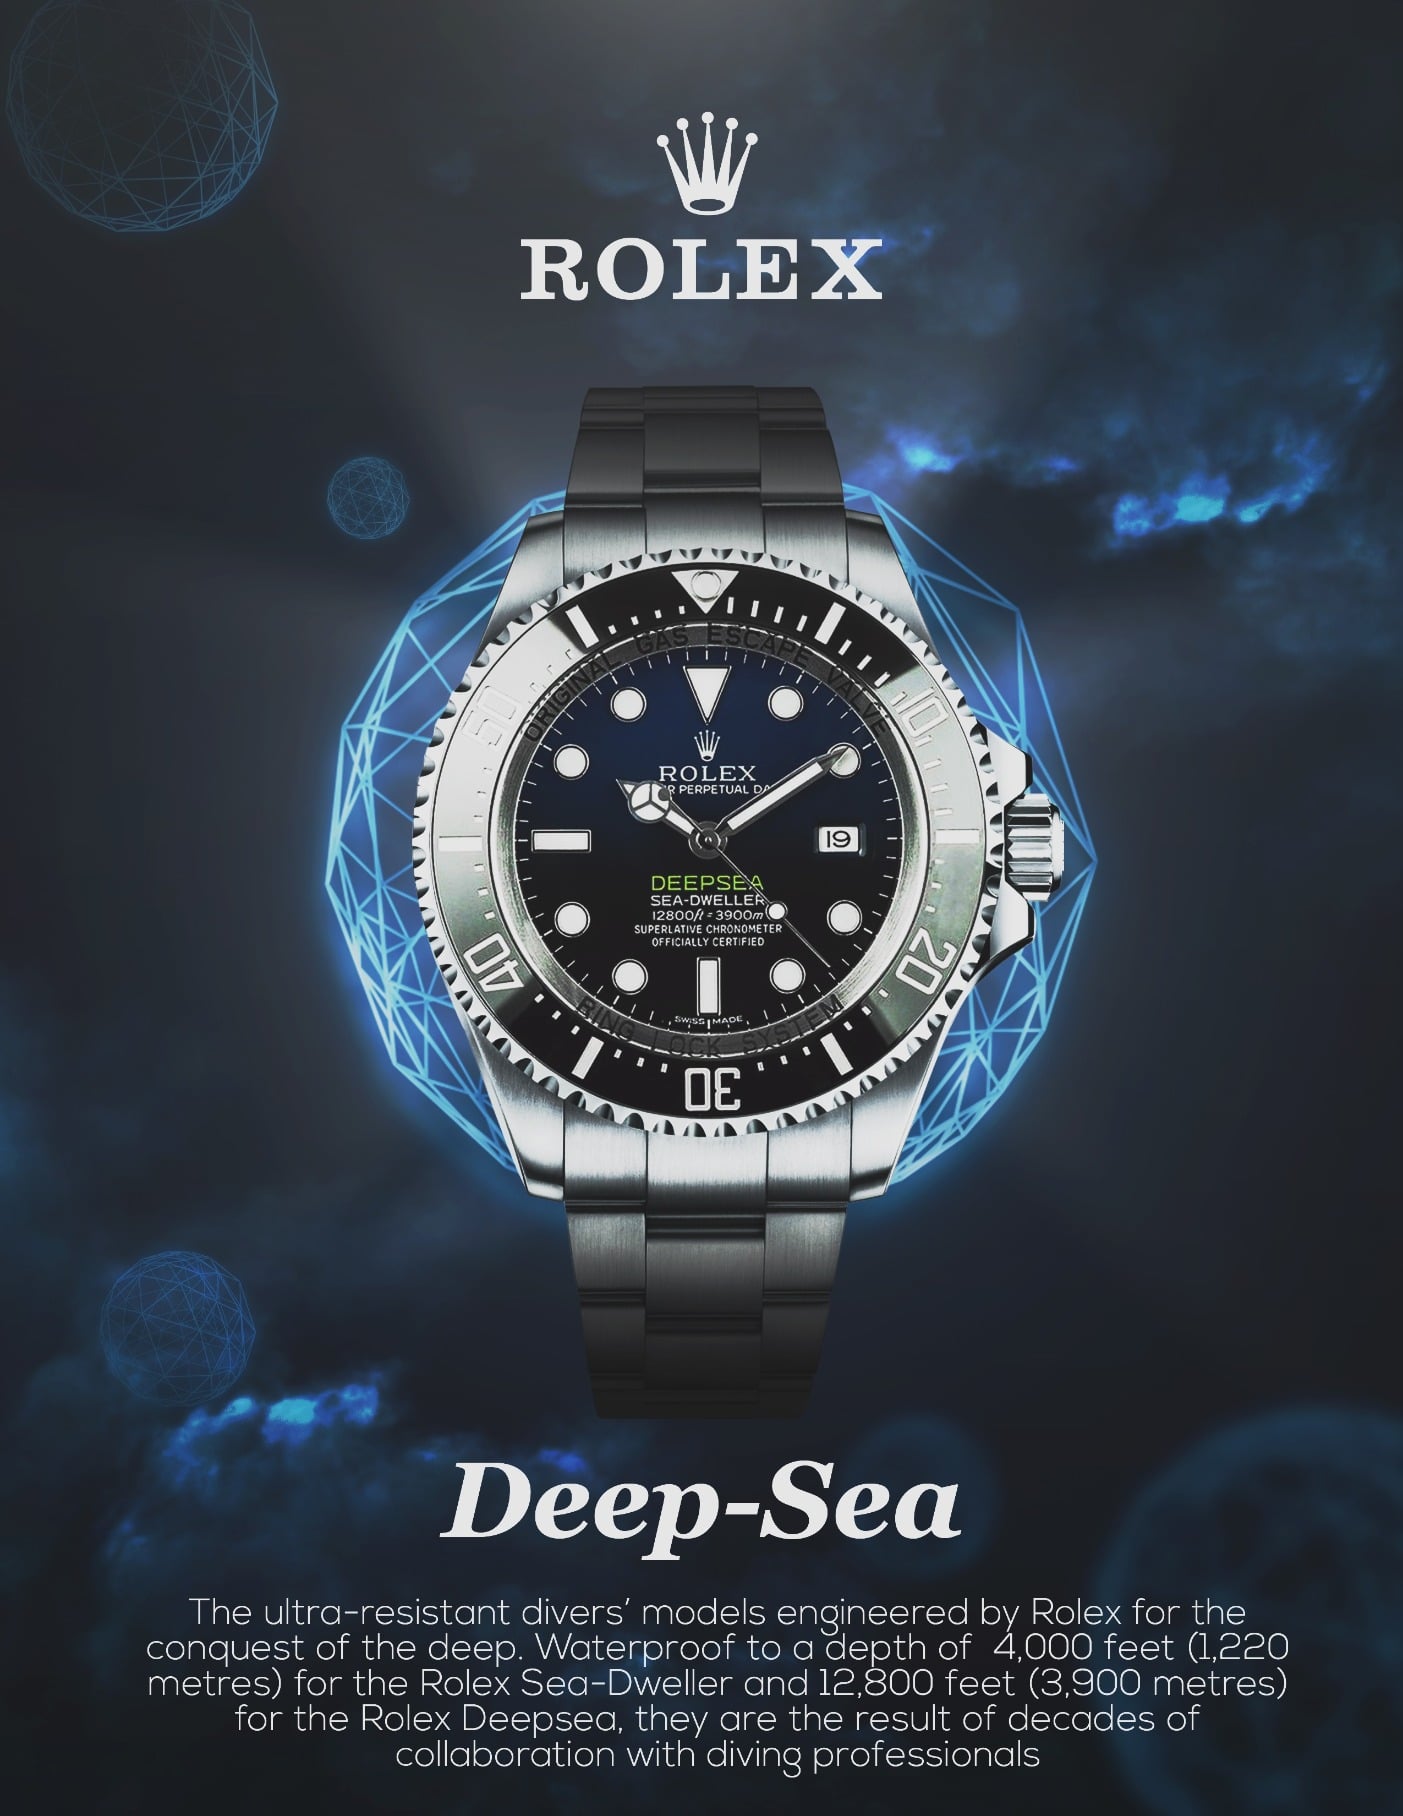 ROLEX
ORIGINAL GAS ESCAPE VALVE
10
20
30
40
50
ROLEX
PERPETUAL
19
DEEPSEA
SEA-DWELLER
12800ft = 3900m
SUPERLATIVE CHRONOMETER
OFFICIALLY CERTIFIED
SWISS MADE
RING LOCK SYSTEM
Deep-Sea
The ultra-resistant divers' models engineered by Rolex for the
conquest of the deep. Waterproof to a depth of 4,000 feet (1,220
metres) for the Rolex Sea-Dweller and 12,800 feet (3,900 metres)
for the Rolex Deepsea, they are the result of decades of
collaboration with diving professionals